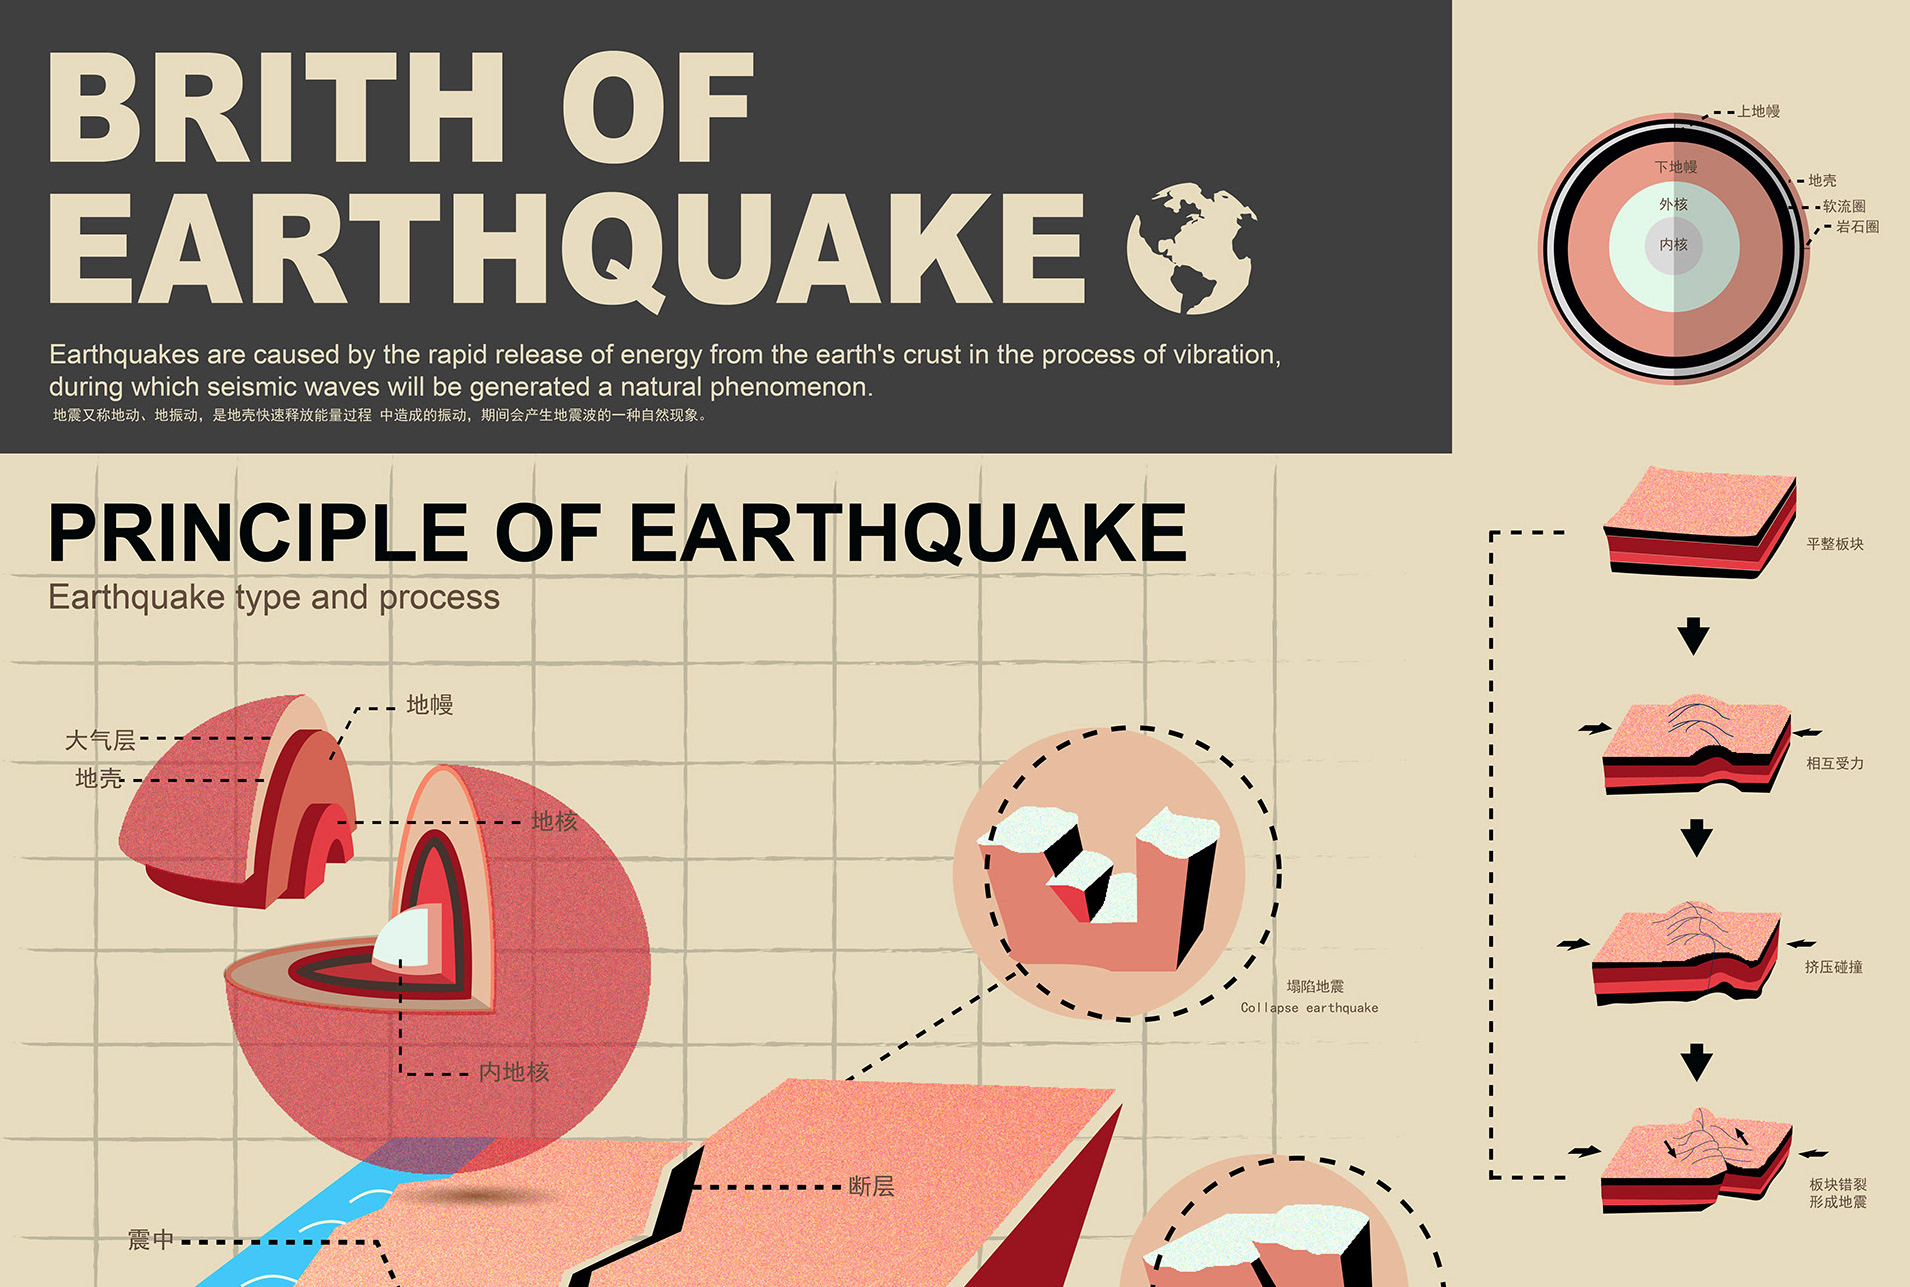 BRITH OF
EARTHQUAKE
Earthquakes are caused by the rapid release of energy from the earth's crust in the process of vibration,
during which seismic waves will be generated a natural phenomenon.
地震又称地动、地振动，是地壳快速释放能量过程 中造成的振动，期间会产生地震波的一种自然现象。
上地幔
下地幔
地壳
外核
软流圈
岩石圈
内核
PRINCIPLE OF EARTHQUAKE
Earthquake type and process
地幔
大气层
地壳
地核
内地核
塌陷地震
Collapse earthquake
断层
震中
平整板块
相互受力
挤压碰撞
板块错裂
形成地震